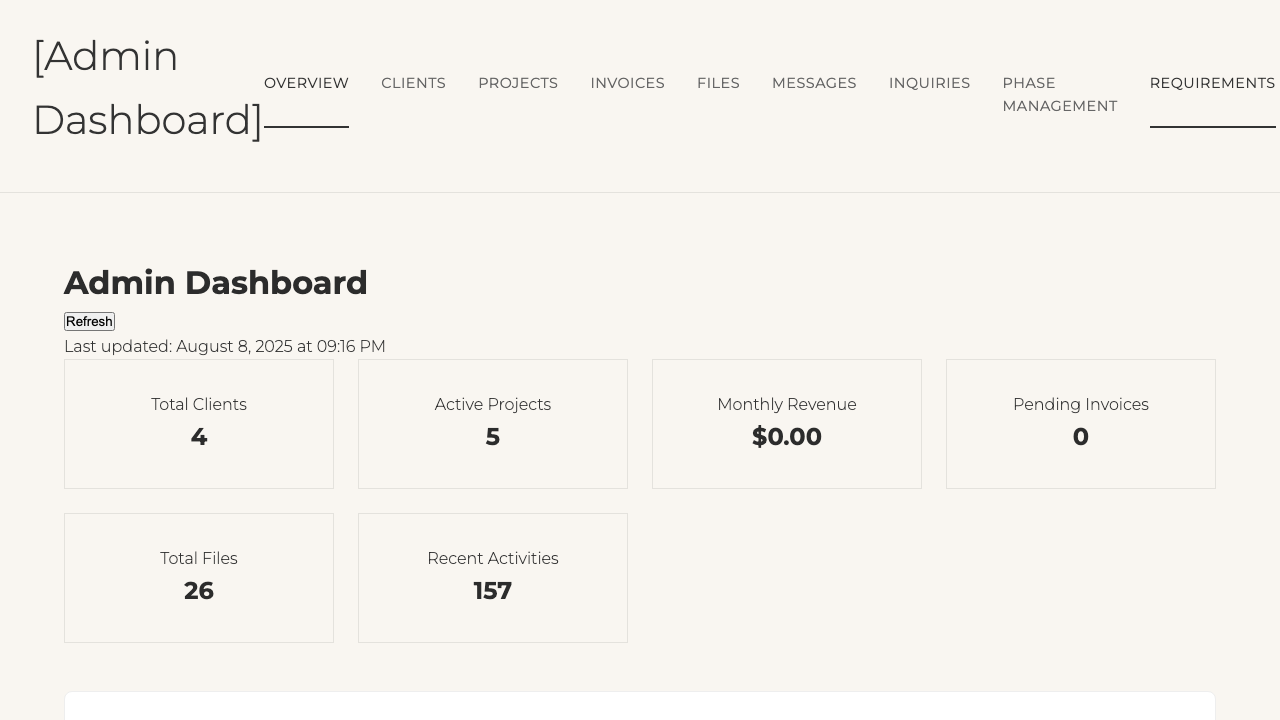 [Admin
Dashboard]
OVERVIEW
CLIENTS
PROJECTS
INVOICES
FILES
MESSAGES
INQUIRIES
PHASE
MANAGEMENT
REQUIREMENTS
Admin Dashboard
Refresh
Last updated: August 8, 2025 at 09:16 PM
Total Clients
4
Active Projects
5
Monthly Revenue
$0.00
Pending Invoices
0
Total Files
26
Recent Activities
157